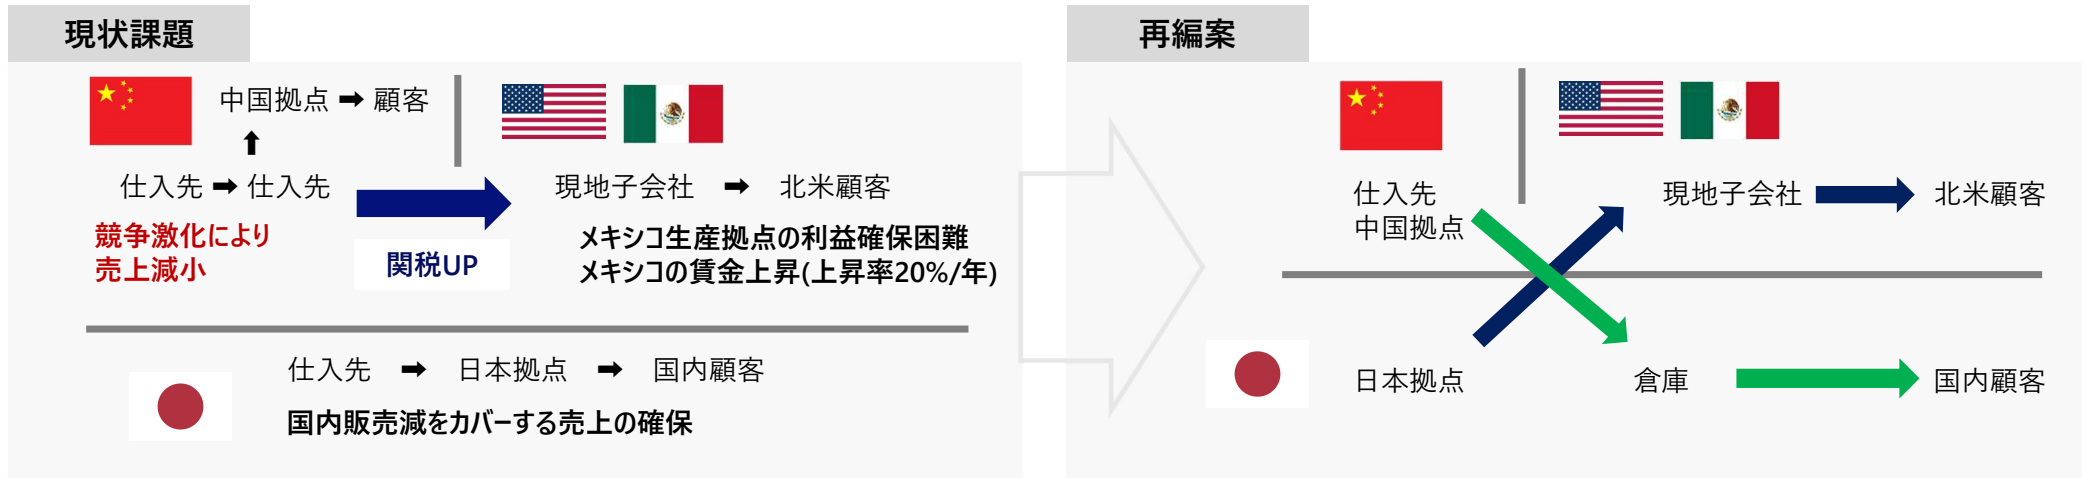 現状課題
中国拠点 ➡ 顧客
⬆
仕入先 ➡ 仕入先
競争激化により
売上減小
関税UP
現地子会社 ➡ 北米顧客
メキシコ生産拠点の利益確保困難
メキシコの賃金上昇(上昇率20%/年)
仕入先 ➡ 日本拠点 ➡ 国内顧客
国内販売減をカバーする売上の確保
再編案
仕入先
中国拠点
現地子会社
北米顧客
日本拠点
倉庫
国内顧客